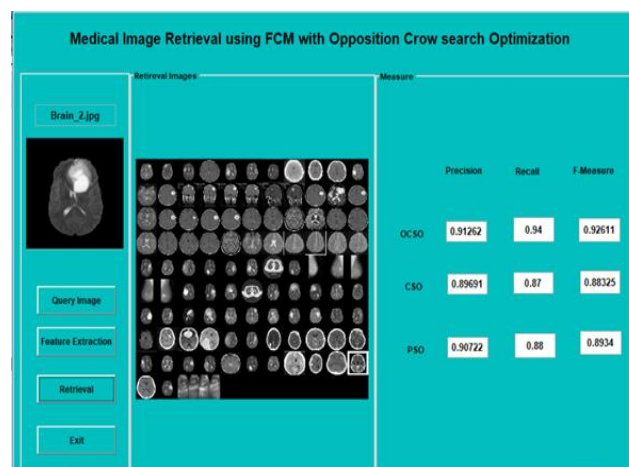 Medical Image Retrieval using FCM with Opposition Crow search Optimization
Retireval Images
Measure
Brain_2.jpg
Precision Recall F-Measure
OCSO 0.91262 0.94 0.92611
CSO 0.89691 0.87 0.88325
PSO 0.90722 0.88 0.8934
Query Image
Feature Extraction
Retrieval
Exit